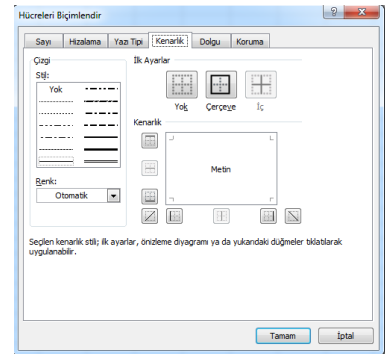 Hücreleri Biçimlendir
Sayı Hizalama Yazı Tipi Kenarlık Dolgu Koruma
Çizgi
Stil:
Yok
Renk:
Otomatik
İlk Ayarlar
Yok Çerçeve İç
Kenarlık
Metin
Seçilen kenarlık stili; ilk ayarlar, önizleme diyagramı ya da yukarıdaki düğmeler tıklatılarak
uygulanabilir.
Tamam İptal